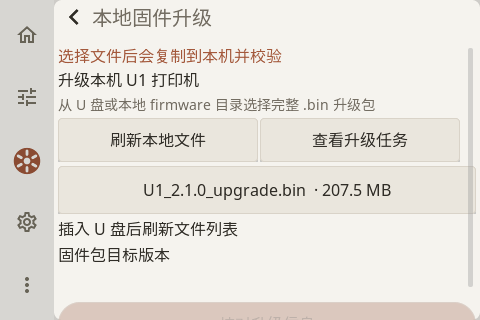 本地固件升级
选择文件后会复制到本机并校验
升级本机 U1 打印机
从 U 盘或本地 firmware 目录选择完整 .bin 升级包
刷新本地文件
查看升级任务
U1_2.1.0_upgrade.bin · 207.5 MB
插入 U 盘后刷新文件列表
固件包目标版本